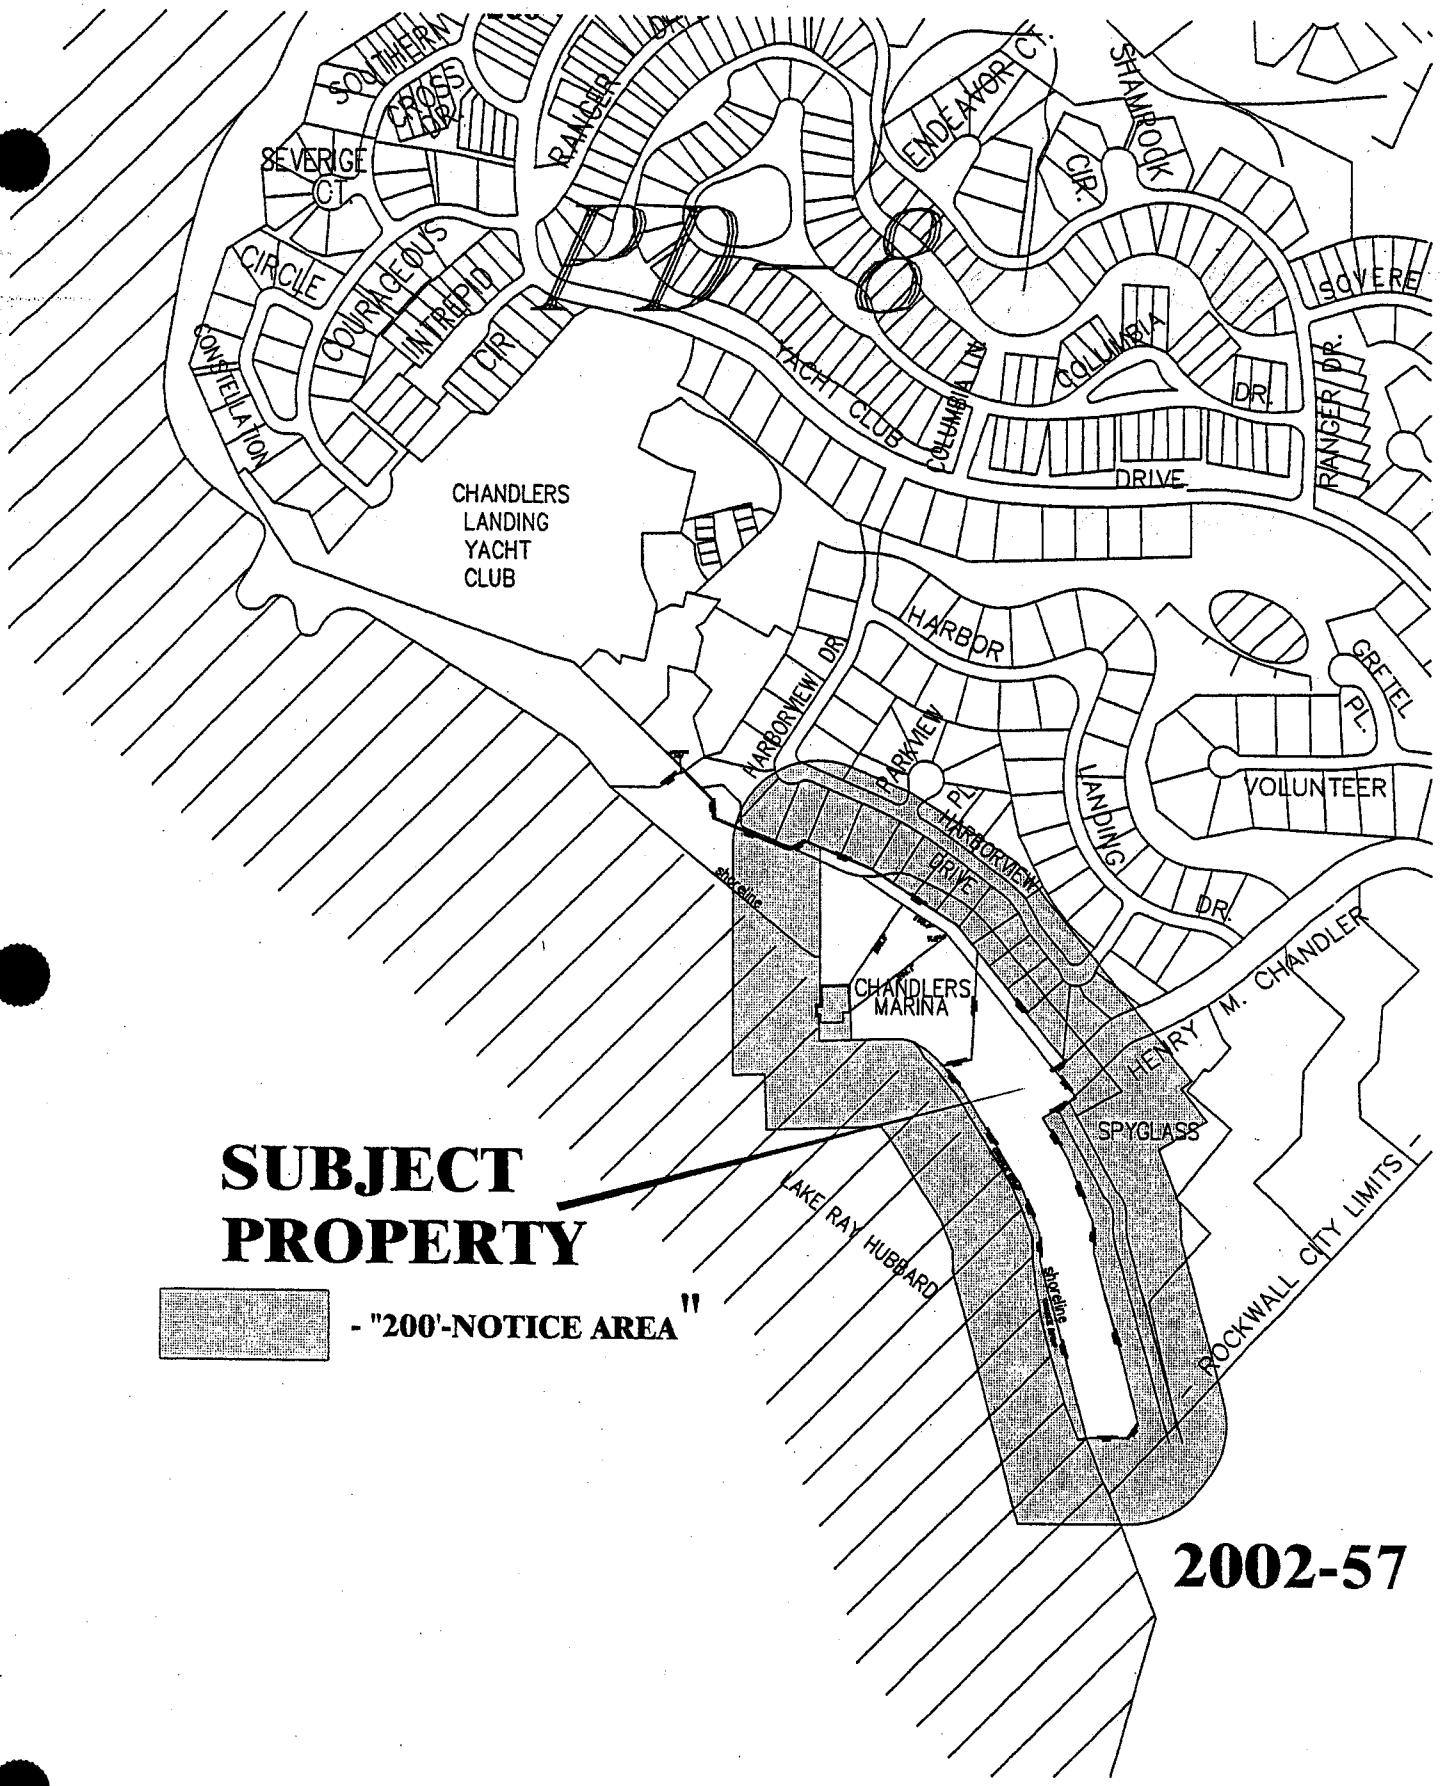 SOUTHERN
CROSS
DR.
RANGER
DR.
ENDEAVOR CT.
SHAMROCK
CIR.
SEVERIGE
CT.
CIRCLE
COURAGEOUS
INTREPID
CIR.
CONSTELLATION
PD-8
YACHT CLUB
COLUMBIA LN
COLUMBIA
DR.
SOVERE
RANGER DR.
DRIVE
CHANDLERS
LANDING
YACHT
CLUB
HARBOR
HARBORVIEW DR
PARKVIEW
PL
GRETEL
PL.
VOLUNTEER
LANDING
DR.
HARBORVIEW
DRIVE
shoreline
CHANDLERS
MARINA
HENRY M. CHANDLER
SPYGLASS
SUBJECT
PROPERTY
LAKE RAY HUBBARD
shoreline
ROCKWALL CITY LIMITS
- "200'-NOTICE AREA"
2002-57